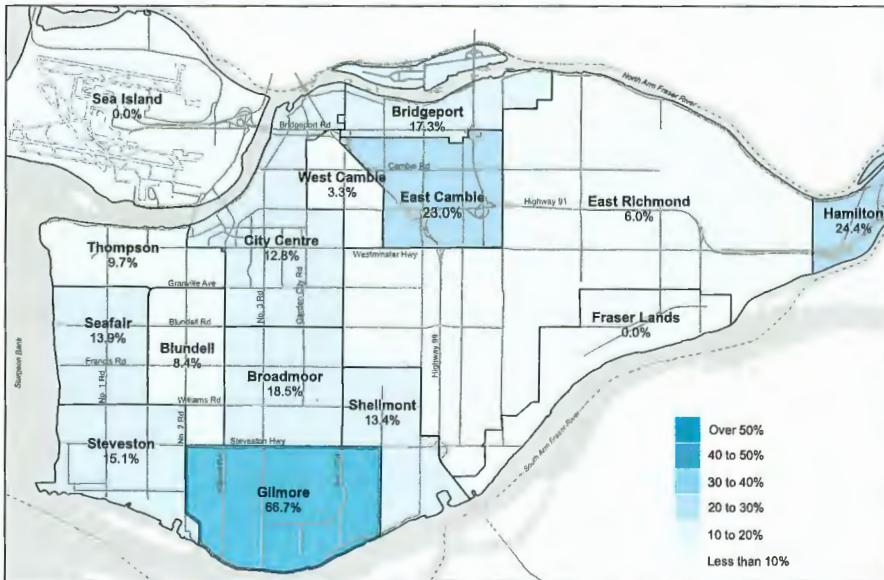 North Arm Fraser River
Sea Island
0.0%
Bridgeport
17.3%
Bridgeport Rd
Cambie Rd
West Cambie
3.3%
East Cambie
23.0%
Highway 91
East Richmond
6.0%
Hamilton
24.4%
Thompson
9.7%
City Centre
12.8%
Westminster Hwy
Granville Ave
No. 3 Rd
Garden City Rd
Seafair
13.9%
Blundell Rd
Blundell
8.4%
Fraser Lands
0.0%
Sturgeon Bank
Francis Rd
Broadmoor
18.5%
Highway 99
No. 1 Rd
Williams Rd
Shellmont
13.4%
No. 2 Rd
Steveston
15.1%
Steveston Hwy
South Arm Fraser River
Gilmore
66.7%
Over 50%
40 to 50%
30 to 40%
20 to 30%
10 to 20%
Less than 10%